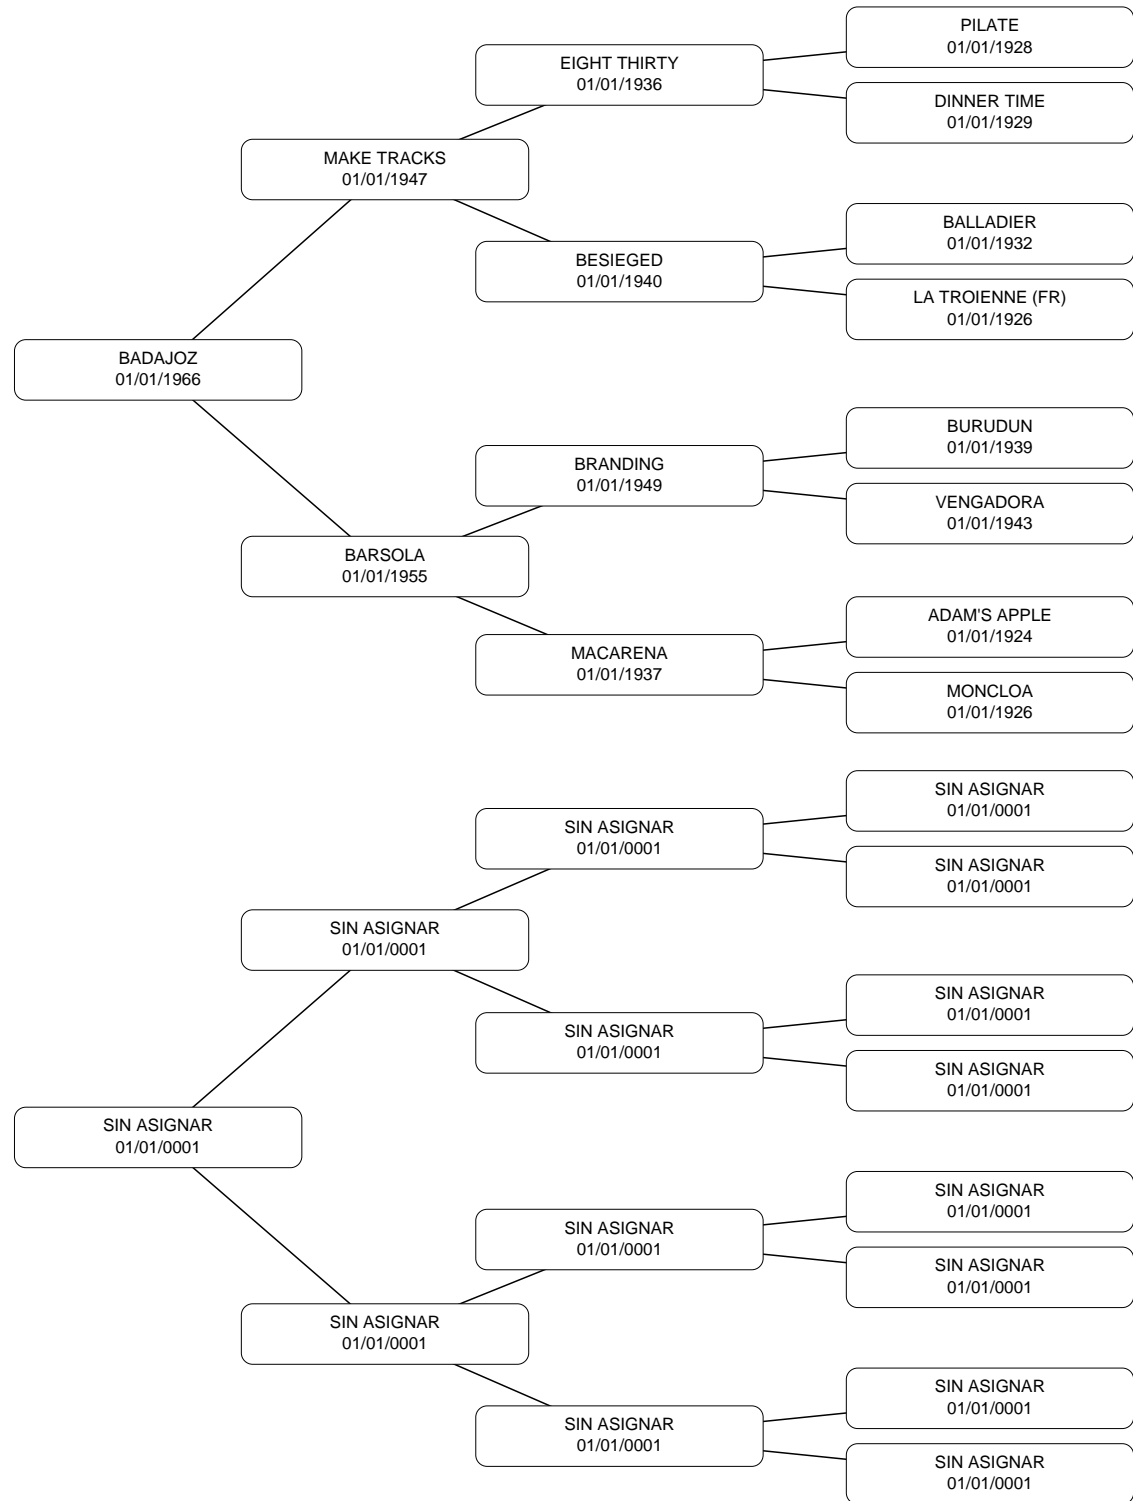 PILATE
01/01/1928
EIGHT THIRTY
01/01/1936
DINNER TIME
01/01/1929
MAKE TRACKS
01/01/1947
BALLADIER
01/01/1932
BESIEGED
01/01/1940
LA TROIENNE (FR)
01/01/1926
BADAJOZ
01/01/1966
BURUDUN
01/01/1939
BRANDING
01/01/1949
VENGADORA
01/01/1943
BARSOLA
01/01/1955
ADAM'S APPLE
01/01/1924
MACARENA
01/01/1937
MONCLOA
01/01/1926
SIN ASIGNAR
01/01/0001
SIN ASIGNAR
01/01/0001
SIN ASIGNAR
01/01/0001
SIN ASIGNAR
01/01/0001
SIN ASIGNAR
01/01/0001
SIN ASIGNAR
01/01/0001
SIN ASIGNAR
01/01/0001
SIN ASIGNAR
01/01/0001
SIN ASIGNAR
01/01/0001
SIN ASIGNAR
01/01/0001
SIN ASIGNAR
01/01/0001
SIN ASIGNAR
01/01/0001
SIN ASIGNAR
01/01/0001
SIN ASIGNAR
01/01/0001
SIN ASIGNAR
01/01/0001